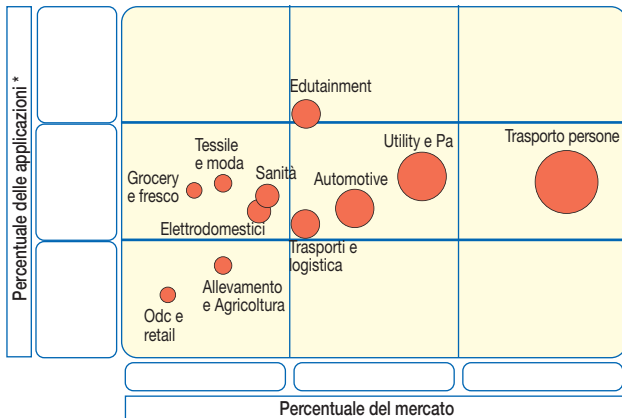 Percentuale delle applicazioni *
Edutainment
Tessile
e moda
Utility e Pa
Trasporto persone
Grocery
e fresco
Sanità
Automotive
Elettrodomestici
Trasporti e
logistica
Allevamento
e Agricoltura
Odc e
retail
Percentuale del mercato